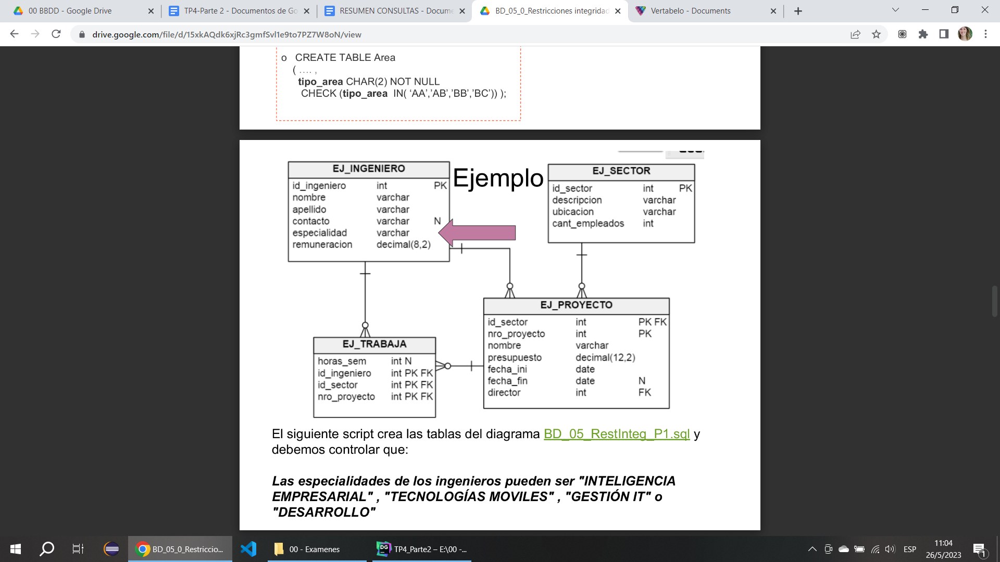 00 BBDD - Google Drive
TP4-Parte 2 - Documentos de Go
RESUMEN CONSULTAS - Docume
BD_05_0_Restricciones integridad
Vertabelo - Documents
drive.google.com/file/d/15xkAQdk6xjRc3gmfSvl1e9to7PZ7W8oN/view
o CREATE TABLE Area
( .... ,
tipo_area CHAR(2) NOT NULL
CHECK (tipo_area IN( ‘AA’,’AB’,’BB’,’BC’)) );
Ejemplo
EJ_INGENIERO
id_ingeniero int PK
nombre varchar
apellido varchar
contacto varchar N
especialidad varchar
remuneracion decimal(8,2)
EJ_SECTOR
id_sector int PK
descripcion varchar
ubicacion varchar
cant_empleados int
EJ_TRABAJA
horas_sem int N
id_ingeniero int PK FK
id_sector int PK FK
nro_proyecto int PK FK
EJ_PROYECTO
id_sector int PK FK
nro_proyecto int PK
nombre varchar
presupuesto decimal(12,2)
fecha_ini date
fecha_fin date N
director int FK
El siguiente script crea las tablas del diagrama BD_05_RestInteg_P1.sql y
debemos controlar que:
Las especialidades de los ingenieros pueden ser "INTELIGENCIA
EMPRESARIAL" , "TECNOLOGÍAS MOVILES" , "GESTIÓN IT" o
"DESARROLLO"
BD_05_0_Restriccio...
00 - Examenes
DG
TP4_Parte2 – E:\00 -...
ESP
11:04
26/5/2023
1